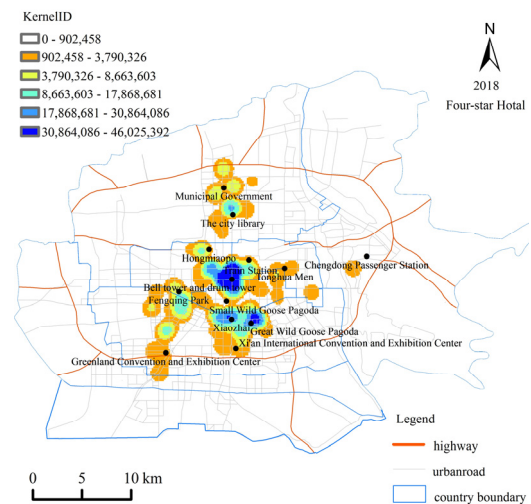 KernelID
0 - 902,458
902,458 - 3,790,326
3,790,326 - 8,663,603
8,663,603 - 17,868,681
17,868,681 - 30,864,086
30,864,086 - 46,025,392
N
2018
Four-star Hotal
Municipal Government
The city library
Hongmiaopo
Train Station
Chengdong Passenger Station
Tonghua Men
Bell tower and drum tower
Fengqing Park
Small Wild Goose Pagoda
Xiaozhai
Great Wild Goose Pagoda
Xi'an International Convention and Exhibition Center
Greenland Convention and Exhibition Center
Legend
highway
urbanroad
country boundary
0 5 10 km